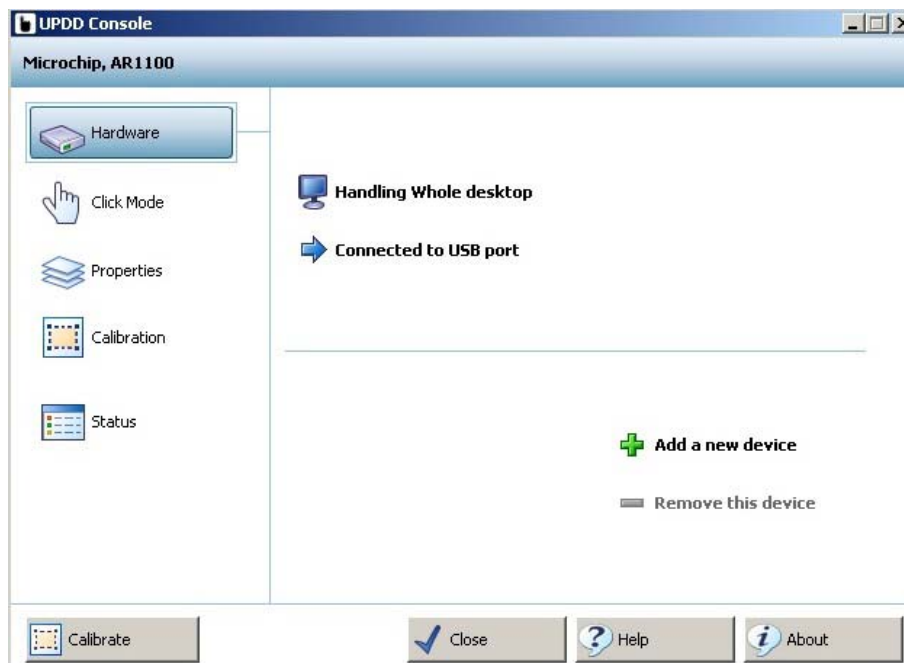 UPDD Console
Microchip, AR1100
Hardware
Click Mode
Properties
Calibration
Status
Handling Whole desktop
Connected to USB port
Add a new device
Remove this device
Calibrate
Close
Help
About